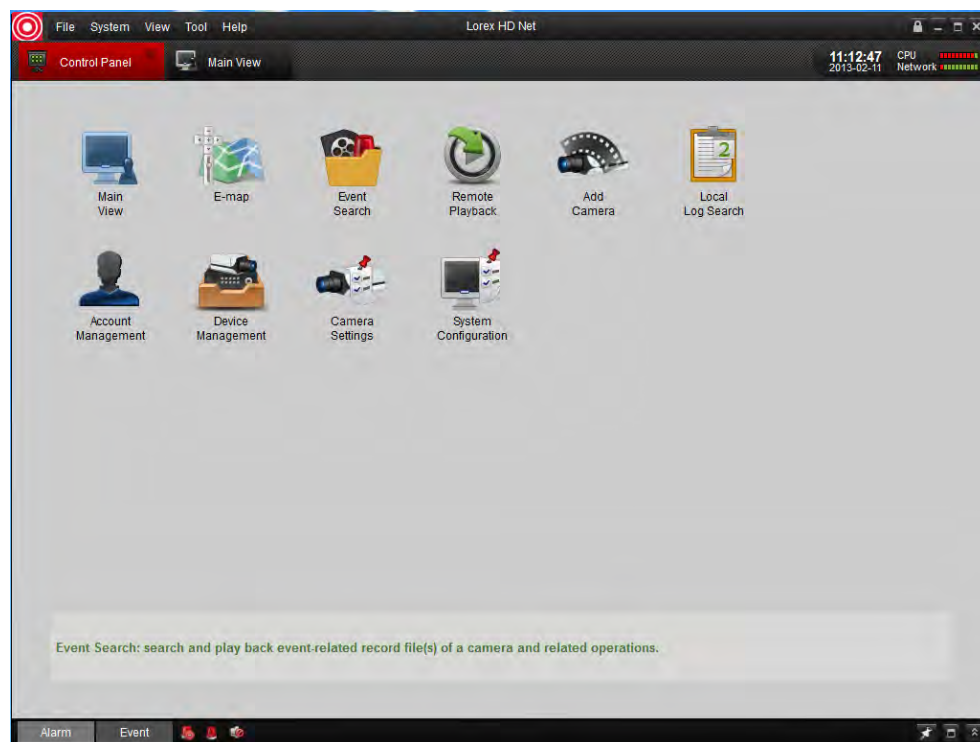 File System View Tool Help Lorex HD Net
Control Panel Main View 11:12:47 CPU
2013-02-11 Network
2
Main E-map Event Remote Add Local
View Search Playback Camera Log Search
Account Device Camera System
Management Management Settings Configuration
Event Search: search and play back event-related record file(s) of a camera and related operations.
Alarm Event